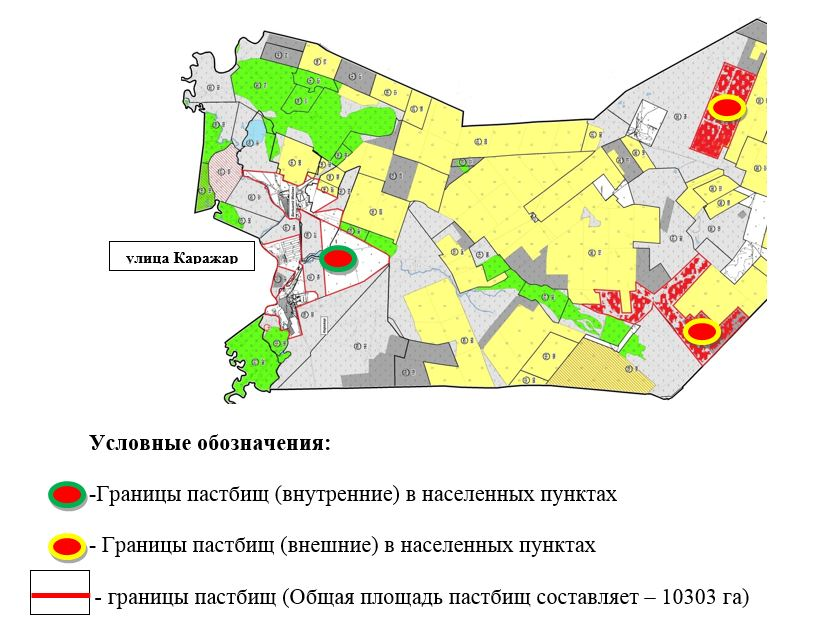 улица Каражар
Условные обозначения:
-Границы пастбищ (внутренние) в населенных пунктах
- Границы пастбищ (внешние) в населенных пунктах
- границы пастбищ (Общая площадь пастбищ составляет – 10303 га)